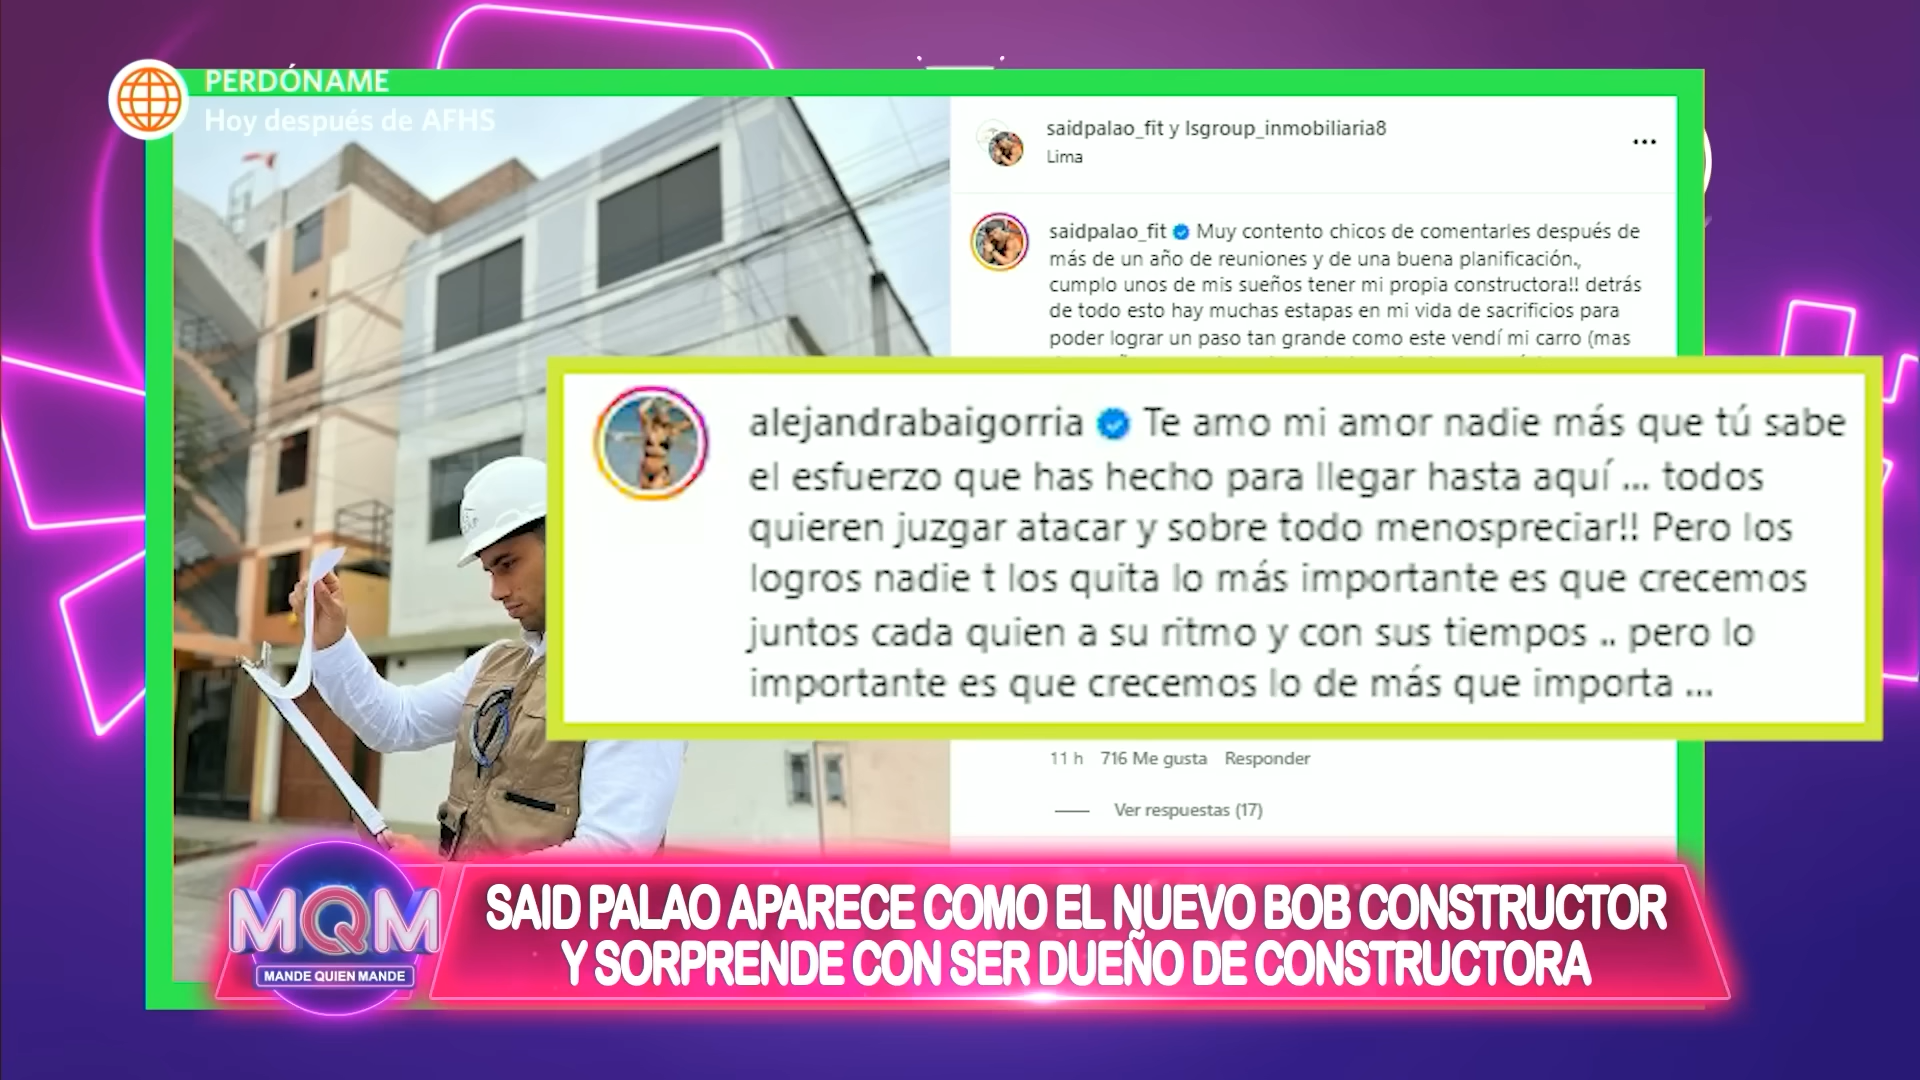 PERDÓNAME
Hoy después de AFHS
saidpalao_fit y lsgroup_inmobiliaria8
Lima
saidpalao_fit Muy contento chicos de comentarles después de
más de un año de reuniones y de una buena planificación.,
cumplo unos de mis sueños tener mi propia constructora!! detrás
de todo esto hay muchas estapas en mi vida de sacrificios para
poder lograr un paso tan grande como este vendí mi carro (mas
alejandrabaigorria Te amo mi amor nadie más que tú sabe
el esfuerzo que has hecho para llegar hasta aquí ... todos
quieren juzgar atacar y sobre todo menospreciar!! Pero los
logros nadie t los quita lo más importante es que crecemos
juntos cada quien a su ritmo y con sus tiempos .. pero lo
importante es que crecemos lo de más que importa ...
11 h 716 Me gusta Responder
Ver respuestas (17)
MQM
MANDE QUIEN MANDE
SAID PALAO APARECE COMO EL NUEVO BOB CONSTRUCTOR
Y SORPRENDE CON SER DUEÑO DE CONSTRUCTORA